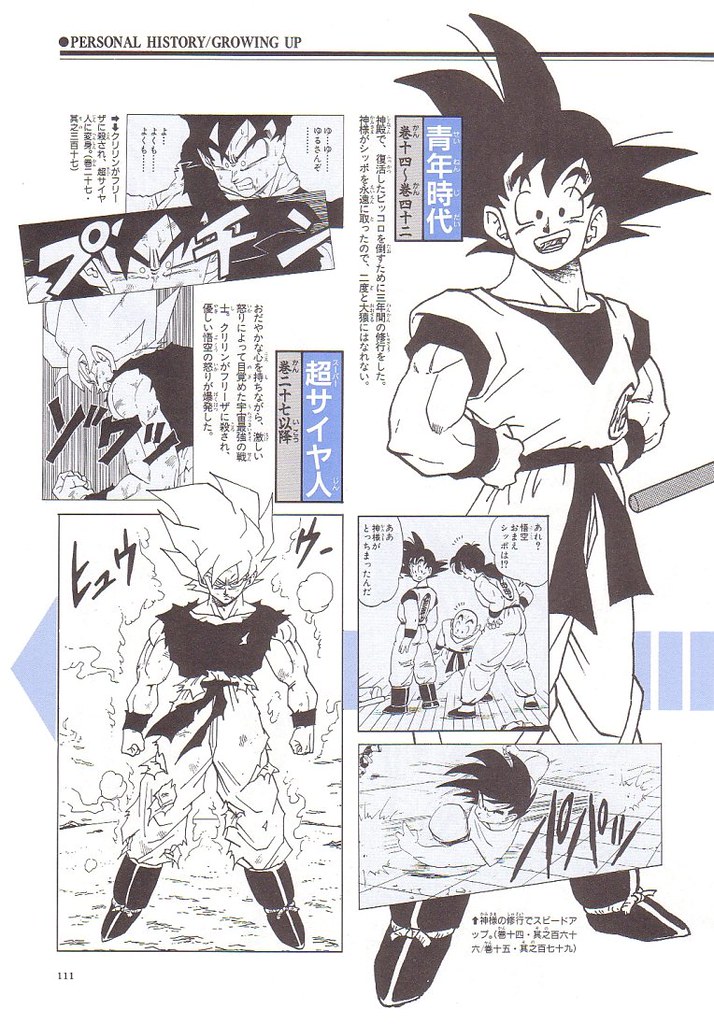 ●PERSONAL HISTORY/GROWING UP
青年時代
巻十四～巻四十二
神殿で、復活したピッコロを倒すために三年間の修行をした。
神様がシッポを永遠に取ったので、二度と大猿にはなれない。
ゆ…ゆ…
ゆるさんぞ
よ…
よくも…
よくも…
➡⬇クリリンがフリー
ザに殺され、超サイヤ
人に変身。(巻二十七・
其之三百十七)
プンチン
ゾクッ
超サイヤ人
スーパー
巻二十七以降
おだやかな心を持ちながら、激しい
怒りによって目覚めた宇宙最強の戦
士。クリリンがフリーザに殺され、
優しい悟空の怒りが爆発した。
ヒュウ
ウ〜
あれ?
悟空
おまえ
シッポは!?
ああ
神様が
とっちまったんだ
パパパッ
⬆神様の修行でスピードア
ップ。(巻十四・其之百六十
六/巻十五・其之百七十九)
111